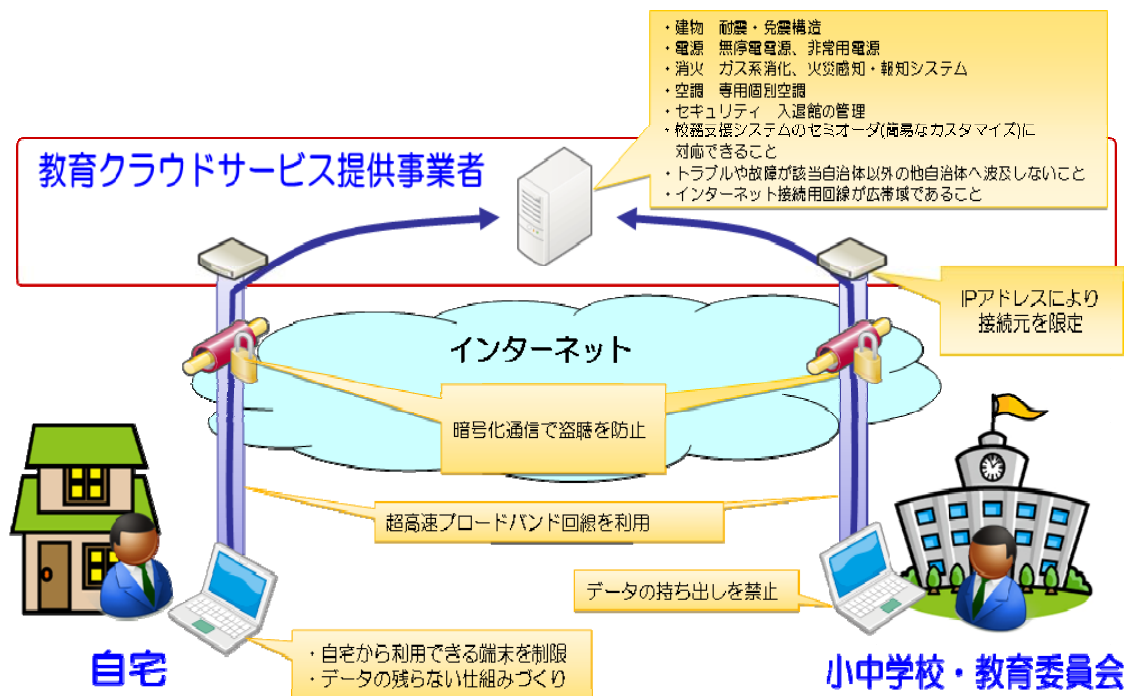 ・建物　耐震・免震構造
・電源　無停電電源、非常用電源
・消火　ガス系消化、火災感知・報知システム
・空調　専用個別空調
・セキュリティ　入退館の管理
・校務支援システムのセミオーダ(簡易なカスタマイズ)に
対応できること
・トラブルや故障が該当自治体以外の他自治体へ波及しないこと
・インターネット接続用回線が広帯域であること
教育クラウドサービス提供事業者
IPアドレスにより
接続元を限定
インターネット
暗号化通信で盗聴を防止
超高速ブロードバンド回線を利用
データの持ち出しを禁止
・自宅から利用できる端末を制限
・データの残らない仕組みづくり
自宅
小中学校・教育委員会